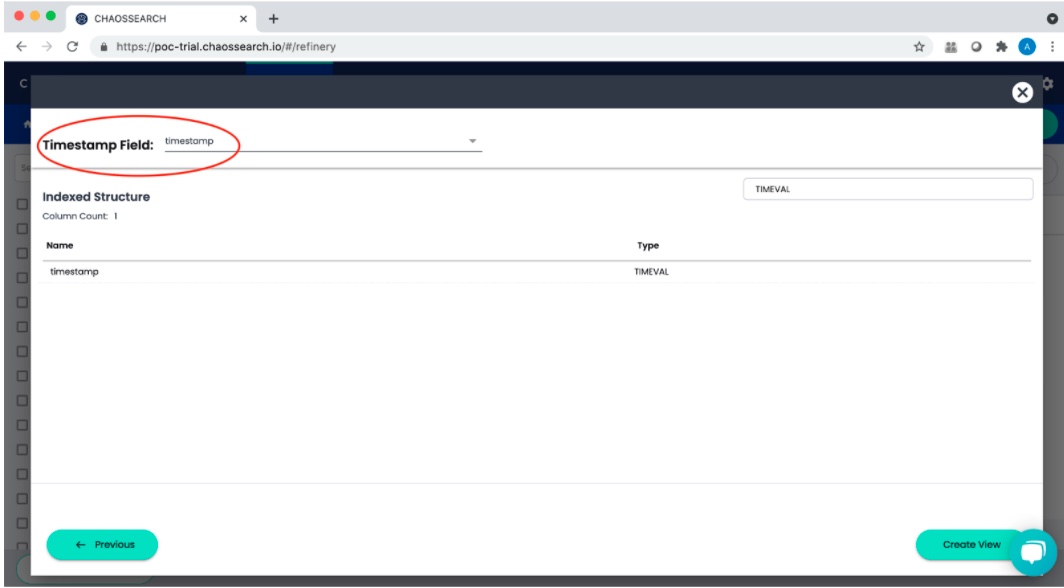 CHAOSSEARCH
https://poc-trial.chaossearch.io/#/refinery
A
C
Timestamp Field: timestamp
Se
Indexed Structure
TIMEVAL
Column Count: 1
Name Type
timestamp TIMEVAL
← Previous
Create View